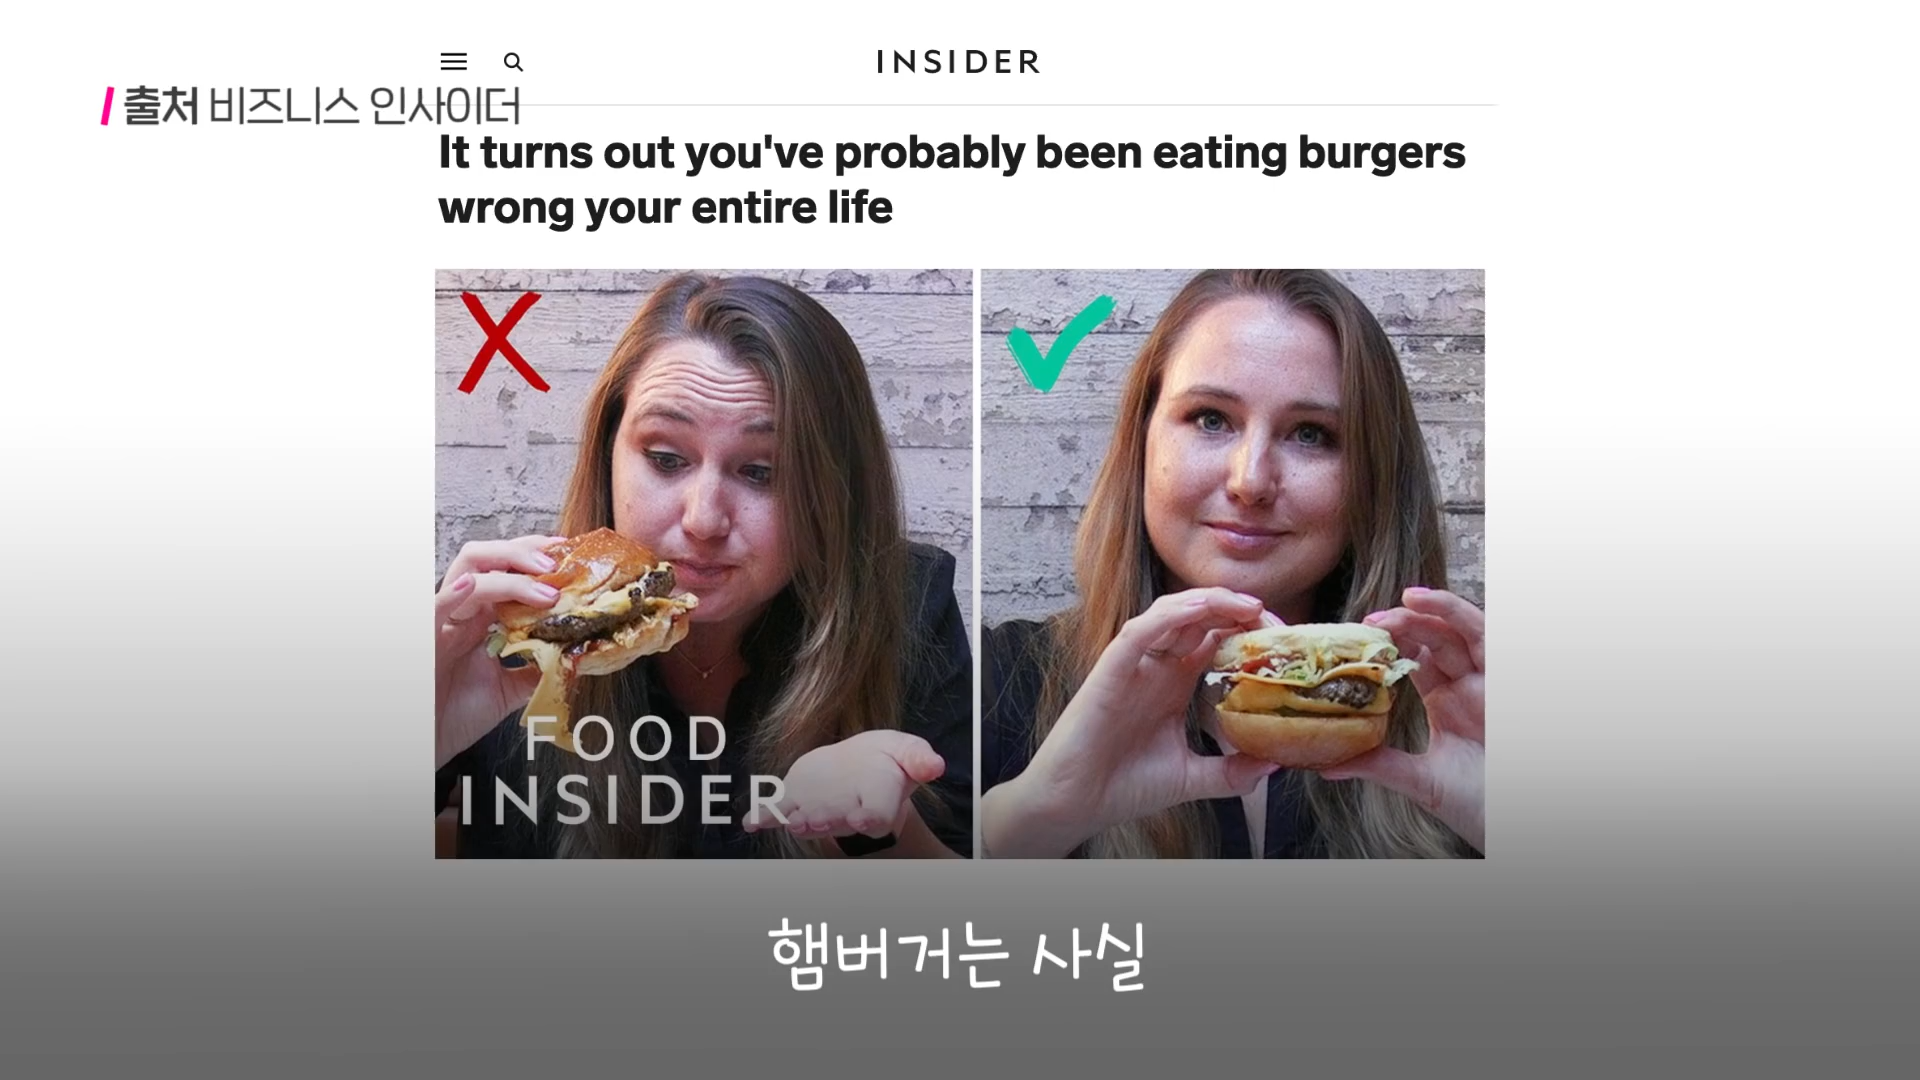 INSIDER
출처 비즈니스 인사이더
It turns out you've probably been eating burgers
wrong your entire life
FOOD
INSIDER
햄버거는 사실